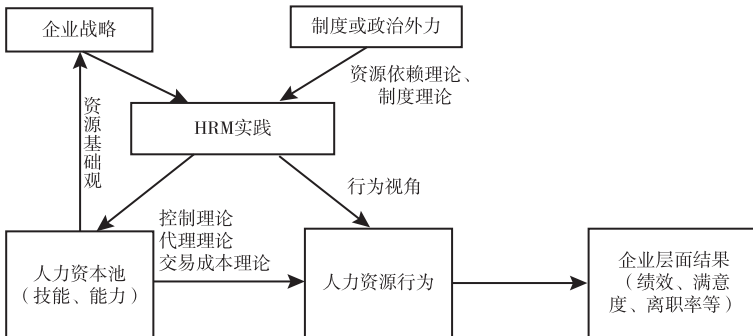 企业战略
制度或政治外力
资源依赖理论、
制度理论
资源基础观
HRM实践
行为视角
控制理论
代理理论
交易成本理论
人力资本池
（技能、能力）
人力资源行为
企业层面结果
（绩效、满意
度、离职率等）